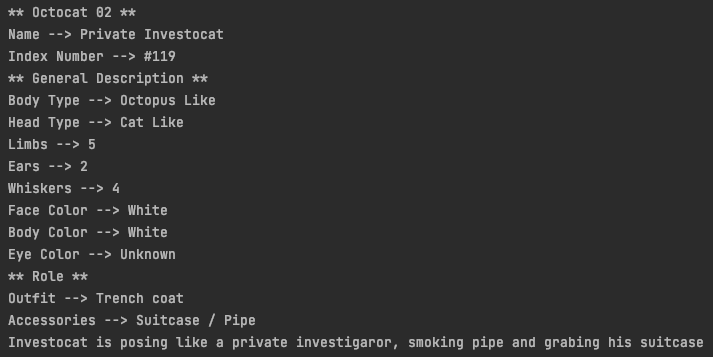 ** Octocat 02 **
Name --> Private Investocat
Index Number --> #119
** General Description **
Body Type --> Octopus Like
Head Type --> Cat Like
Limbs --> 5
Ears --> 2
Whiskers --> 4
Face Color --> White
Body Color --> White
Eye Color --> Unknown
** Role **
Outfit --> Trench coat
Accessories --> Suitcase / Pipe
Investocat is posing like a private investigaror, smoking pipe and grabing his suitcase